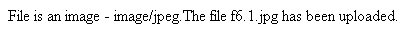 File is an image - image/jpeg.The file f6.1.jpg has been uploaded.